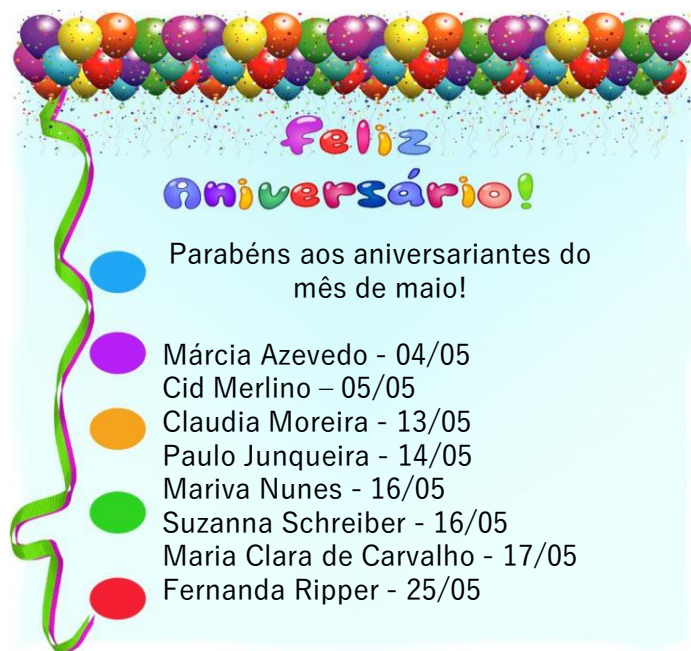 Feliz
Aniversário!
Parabéns aos aniversariantes do
mês de maio!
Márcia Azevedo - 04/05
Cid Merlino – 05/05
Claudia Moreira - 13/05
Paulo Junqueira - 14/05
Mariva Nunes - 16/05
Suzanna Schreiber - 16/05
Maria Clara de Carvalho - 17/05
Fernanda Ripper - 25/05